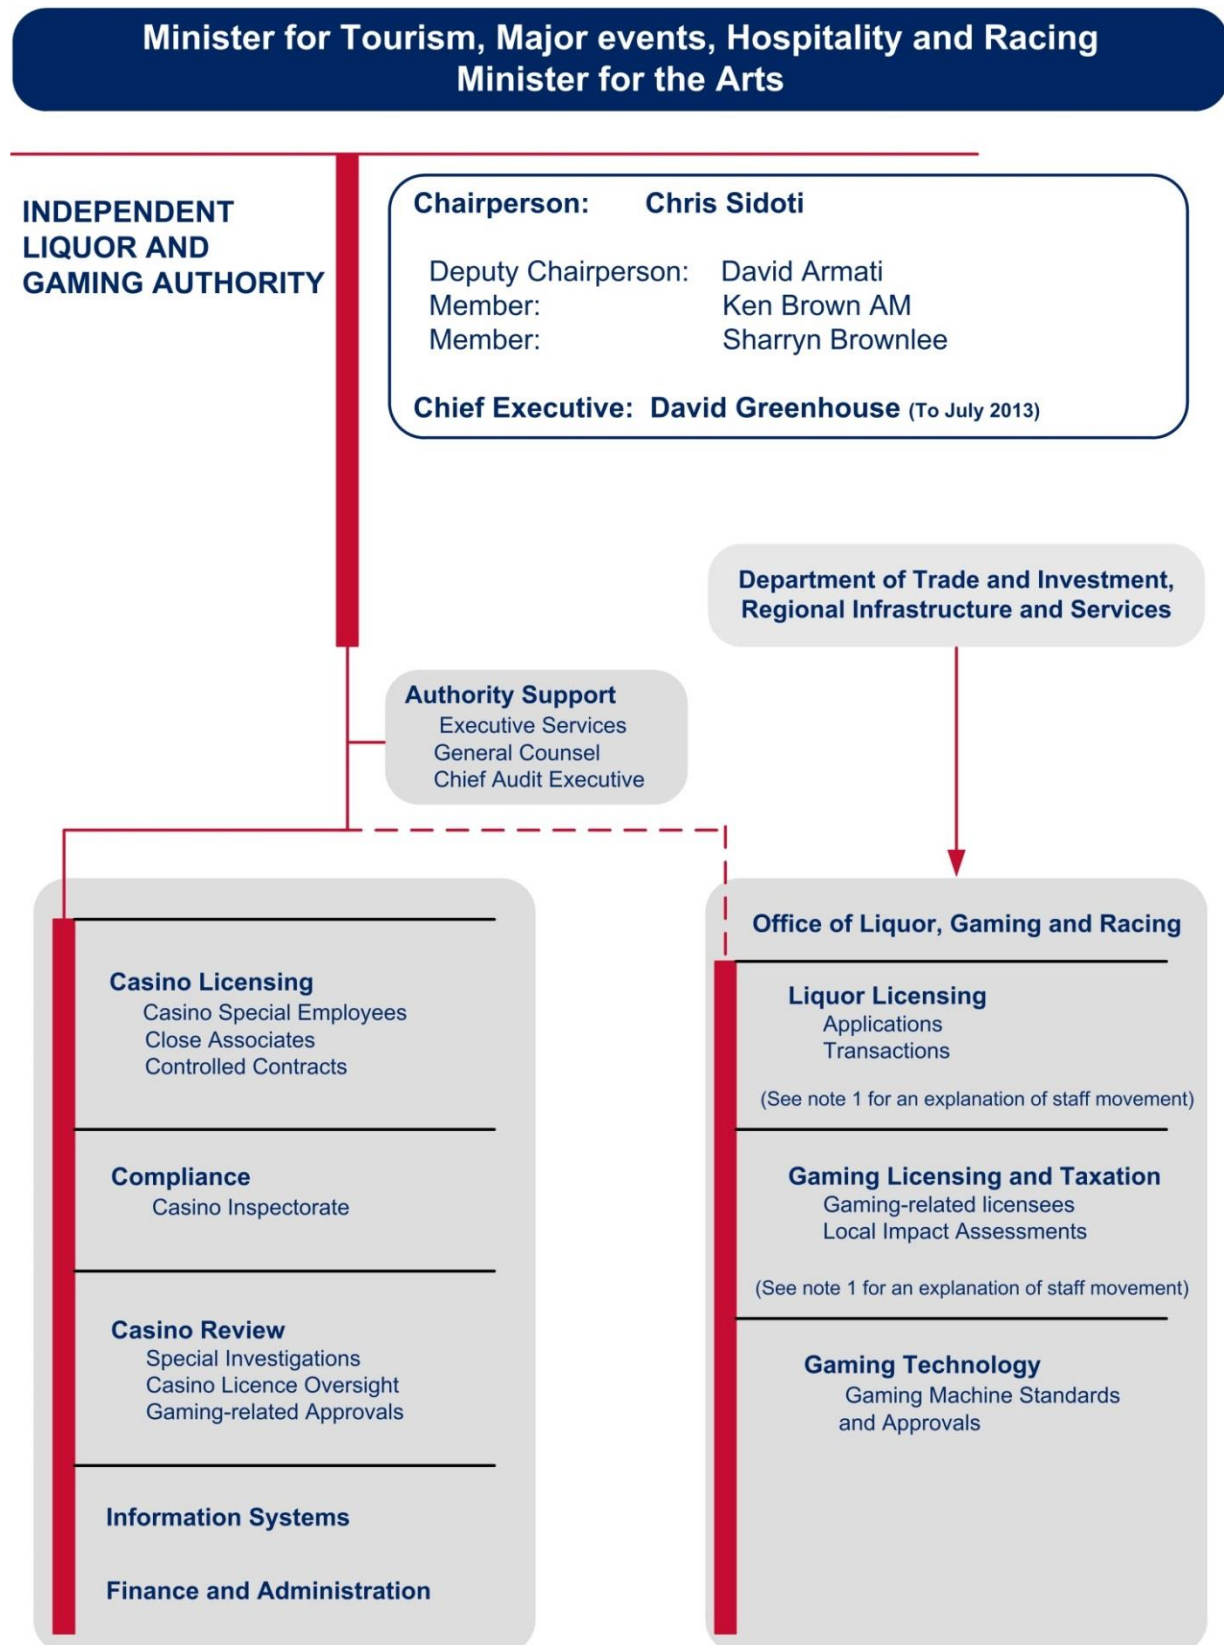 Minister for Tourism, Major events, Hospitality and Racing
Minister for the Arts
INDEPENDENT
LIQUOR AND
GAMING AUTHORITY
Chairperson: Chris Sidoti
Deputy Chairperson: David Armati
Member: Ken Brown AM
Member: Sharryn Brownlee
Chief Executive: David Greenhouse (To July 2013)
Department of Trade and Investment,
Regional Infrastructure and Services
Authority Support
Executive Services
General Counsel
Chief Audit Executive
Casino Licensing
Casino Special Employees
Close Associates
Controlled Contracts
Compliance
Casino Inspectorate
Casino Review
Special Investigations
Casino Licence Oversight
Gaming-related Approvals
Information Systems
Finance and Administration
Office of Liquor, Gaming and Racing
Liquor Licensing
Applications
Transactions
(See note 1 for an explanation of staff movement)
Gaming Licensing and Taxation
Gaming-related licensees
Local Impact Assessments
(See note 1 for an explanation of staff movement)
Gaming Technology
Gaming Machine Standards
and Approvals